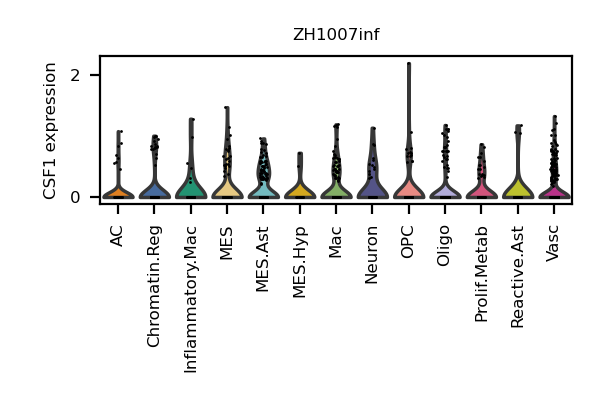 ZH1007inf
CSF1 expression
2
0
AC
Chromatin.Reg
Inflammatory.Mac
MES
MES.Ast
MES.Hyp
Mac
Neuron
OPC
Oligo
Prolif.Metab
Reactive.Ast
Vasc